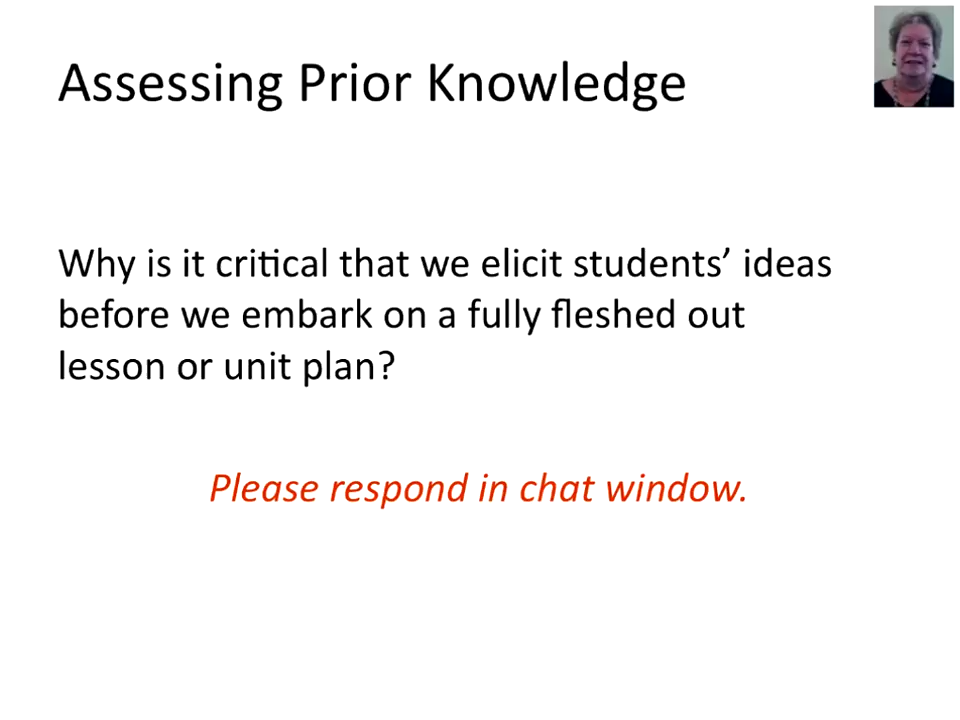 Assessing Prior Knowledge
Why is it critical that we elicit students’ ideas
before we embark on a fully fleshed out
lesson or unit plan?
Please respond in chat window.